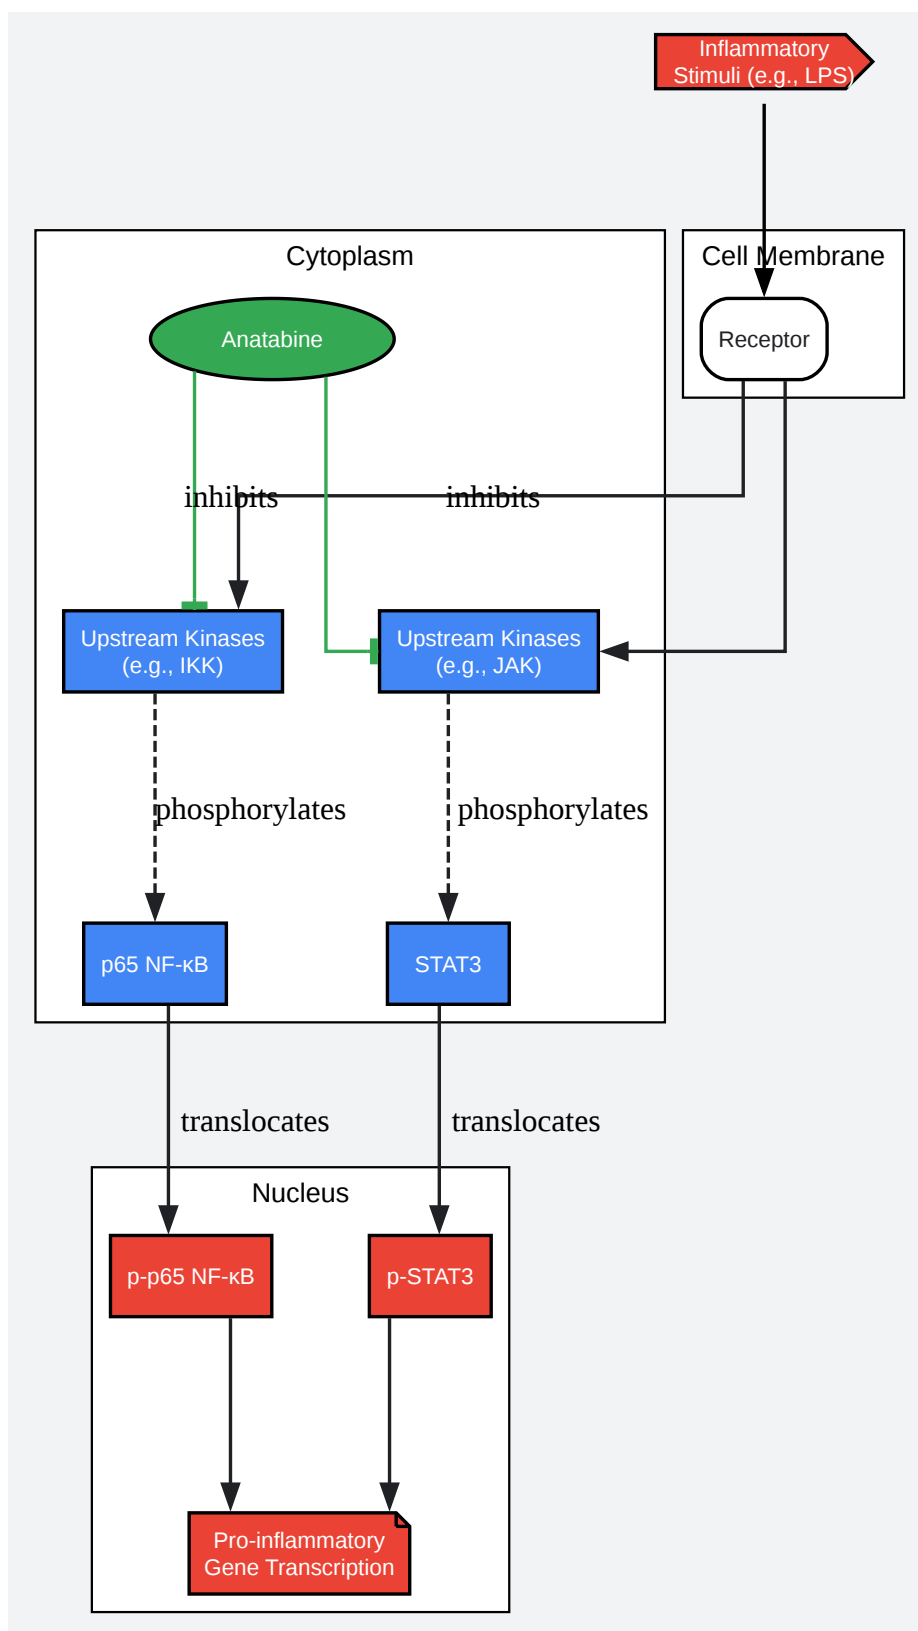 Inflammatory
Stimuli (e.g., LPS)
Cytoplasm
Cell Membrane
Anatabine
Receptor
inhibits
inhibits
Upstream Kinases
(e.g., IKK)
Upstream Kinases
(e.g., JAK)
phosphorylates
phosphorylates
p65 NF-κB
STAT3
translocates
translocates
Nucleus
p-p65 NF-κB
p-STAT3
Pro-inflammatory
Gene Transcription